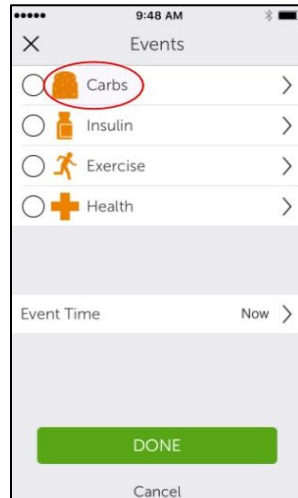 9:48 AM
Events
Carbs
Insulin
Exercise
Health
Event Time Now
DONE
Cancel